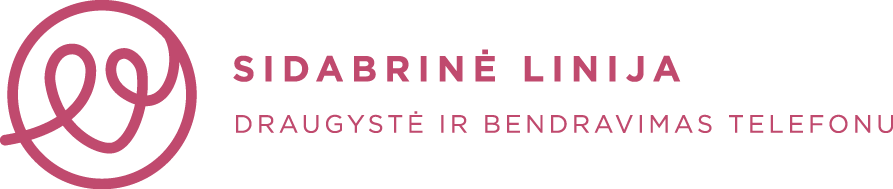 SIDABRINĖ LINIJA
DRAUGYSTĖ IR BENDRAVIMAS TELEFONU